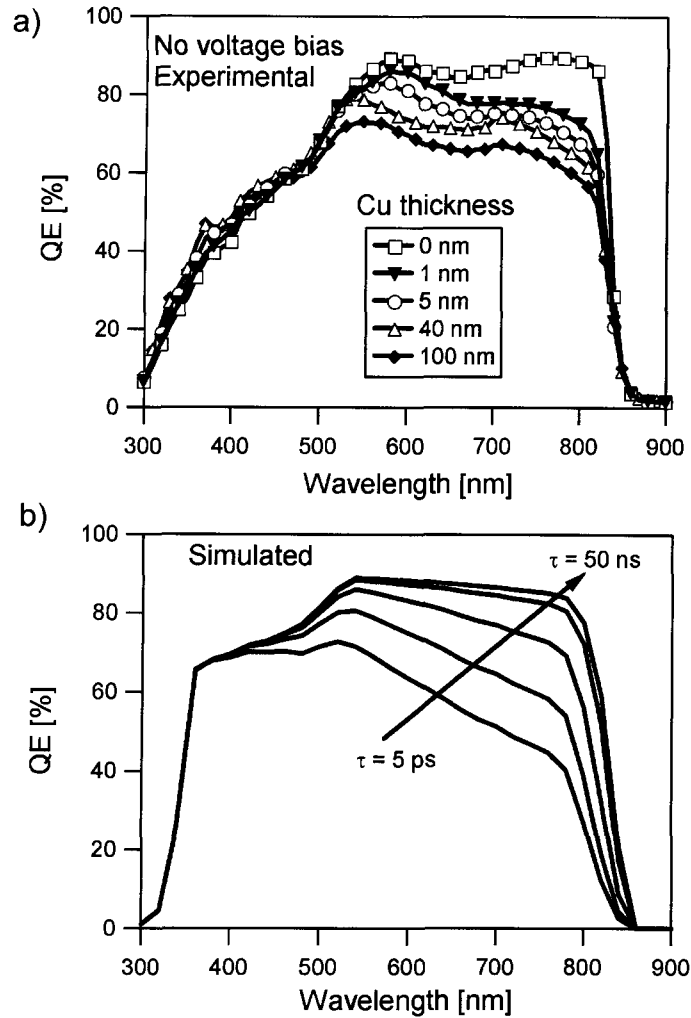 a)
No voltage bias
Experimental
Cu thickness
0 nm
1 nm
5 nm
40 nm
100 nm
QE [%]
100
80
60
40
20
0
300 400 500 600 700 800 900
Wavelength [nm]
b)
Simulated
τ = 50 ns
τ = 5 ps
QE [%]
100
80
60
40
20
0
300 400 500 600 700 800 900
Wavelength [nm]